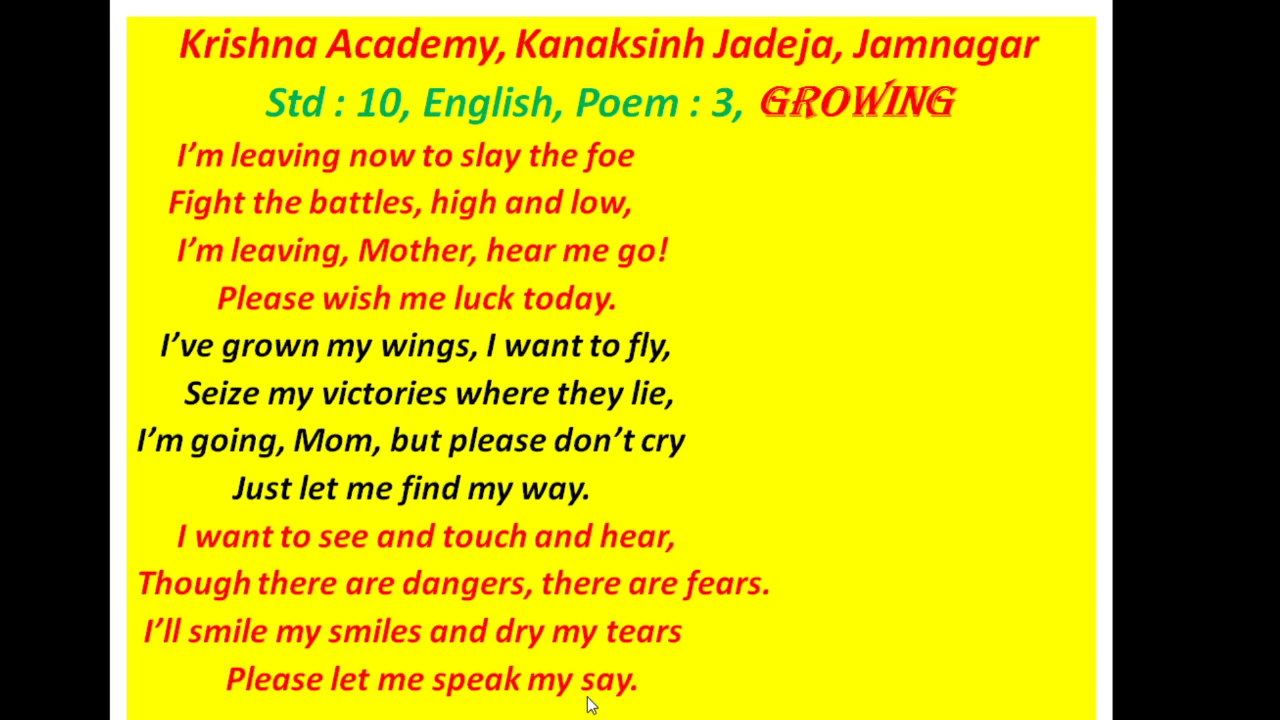 Krishna Academy, Kanaksinh Jadeja, Jamnagar
Std : 10, English, Poem : 3, GROWING
I’m leaving now to slay the foe
Fight the battles, high and low,
I’m leaving, Mother, hear me go!
Please wish me luck today.
I’ve grown my wings, I want to fly,
Seize my victories where they lie,
I’m going, Mom, but please don’t cry
Just let me find my way.
I want to see and touch and hear,
Though there are dangers, there are fears.
I’ll smile my smiles and dry my tears
Please let me speak my say.